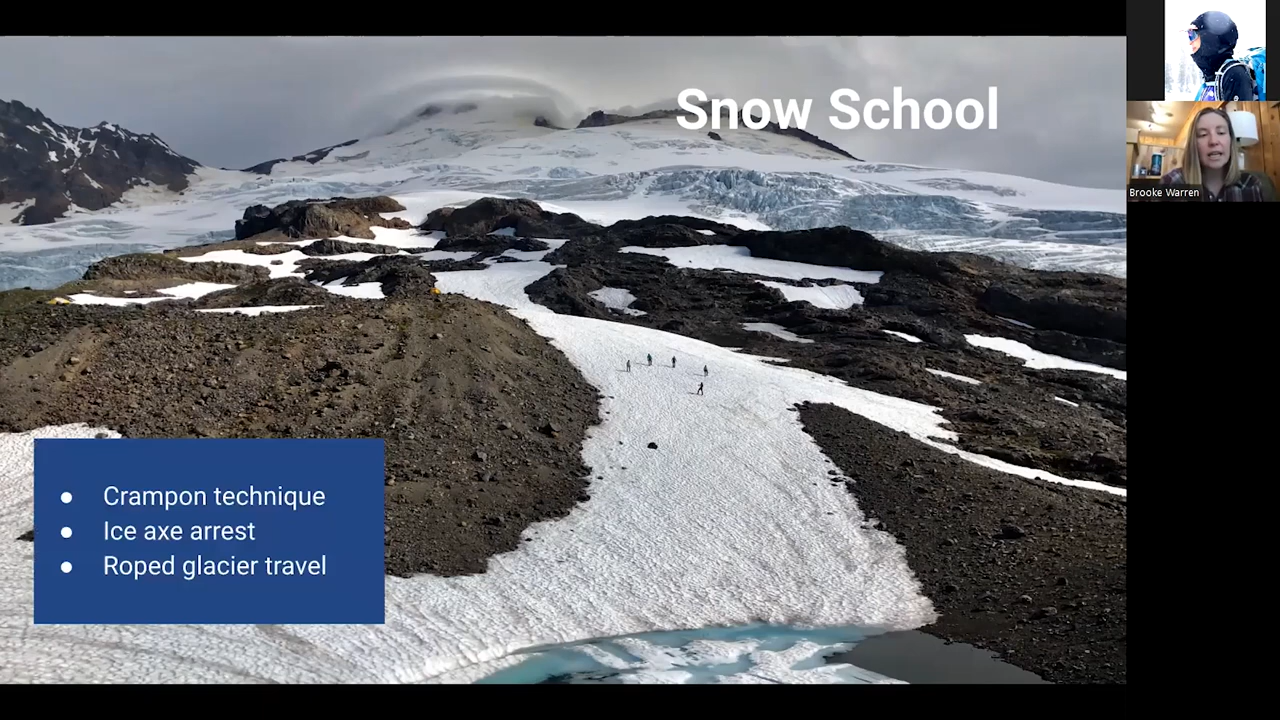 Snow School
Brooke Warren
Crampon technique
Ice axe arrest
Roped glacier travel